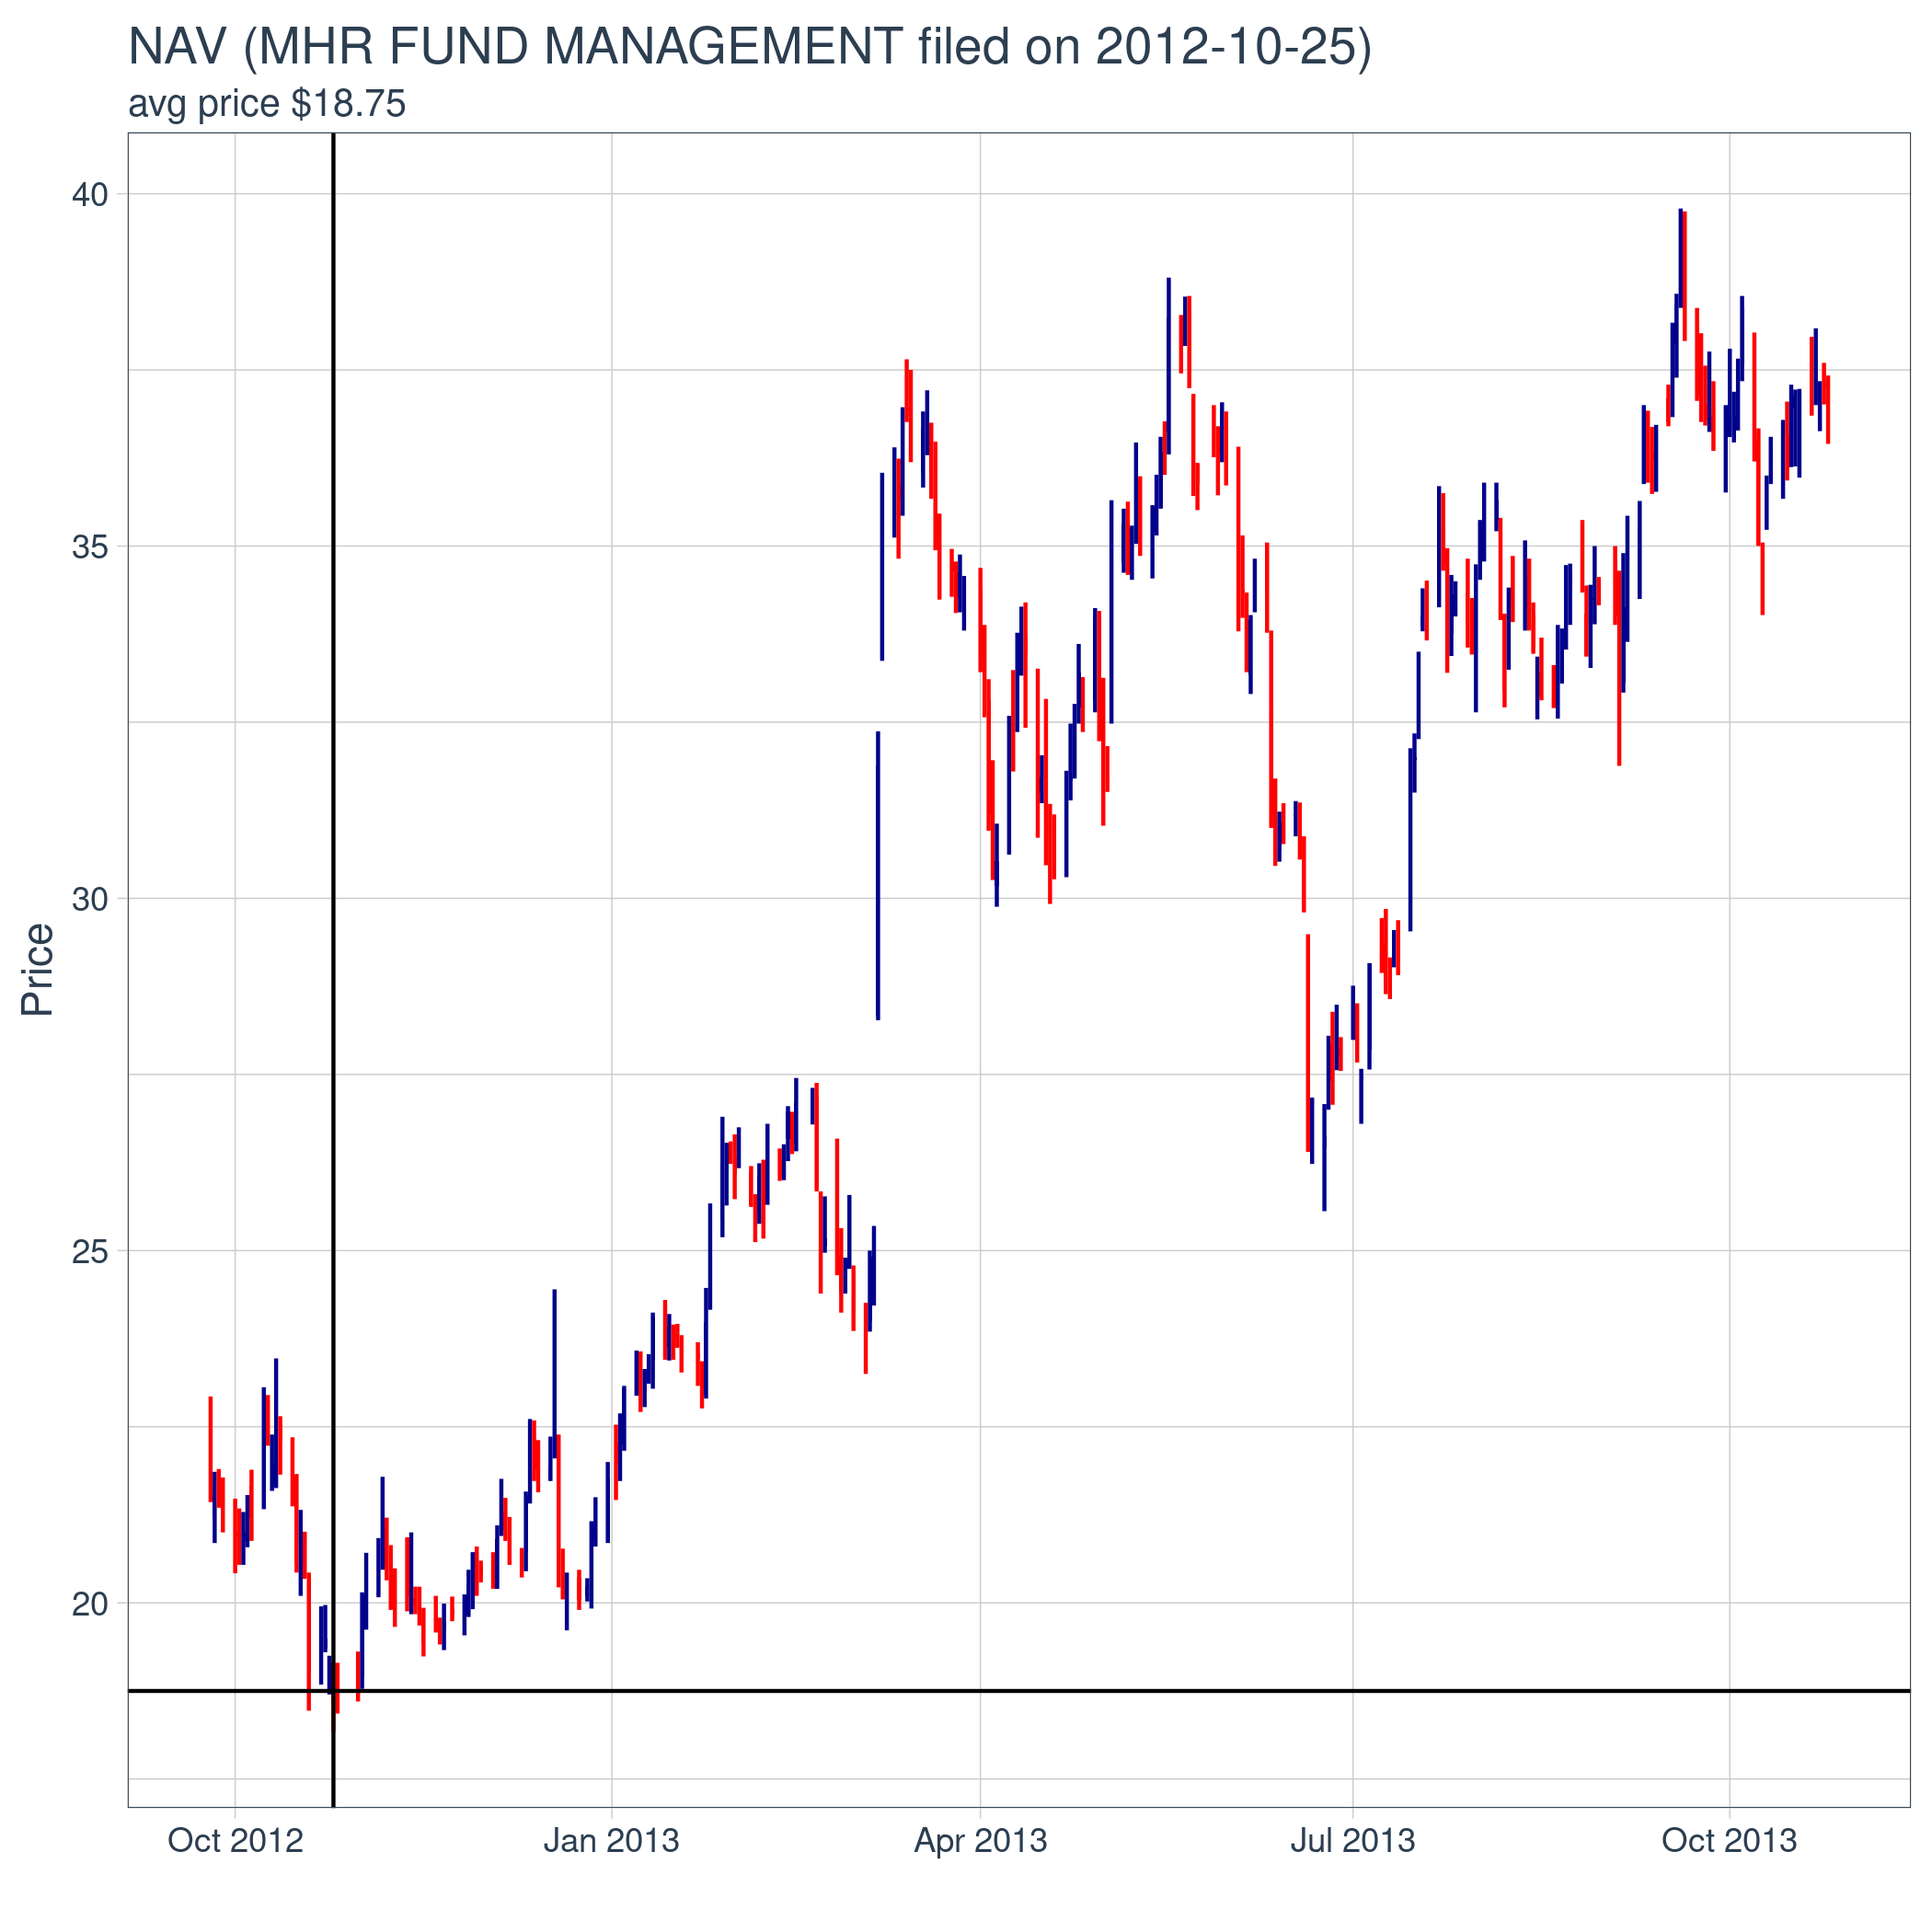 NAV (MHR FUND MANAGEMENT filed on 2012-10-25)
avg price $18.75
40
35
30
25
20
Price
Oct 2012
Jan 2013
Apr 2013
Jul 2013
Oct 2013